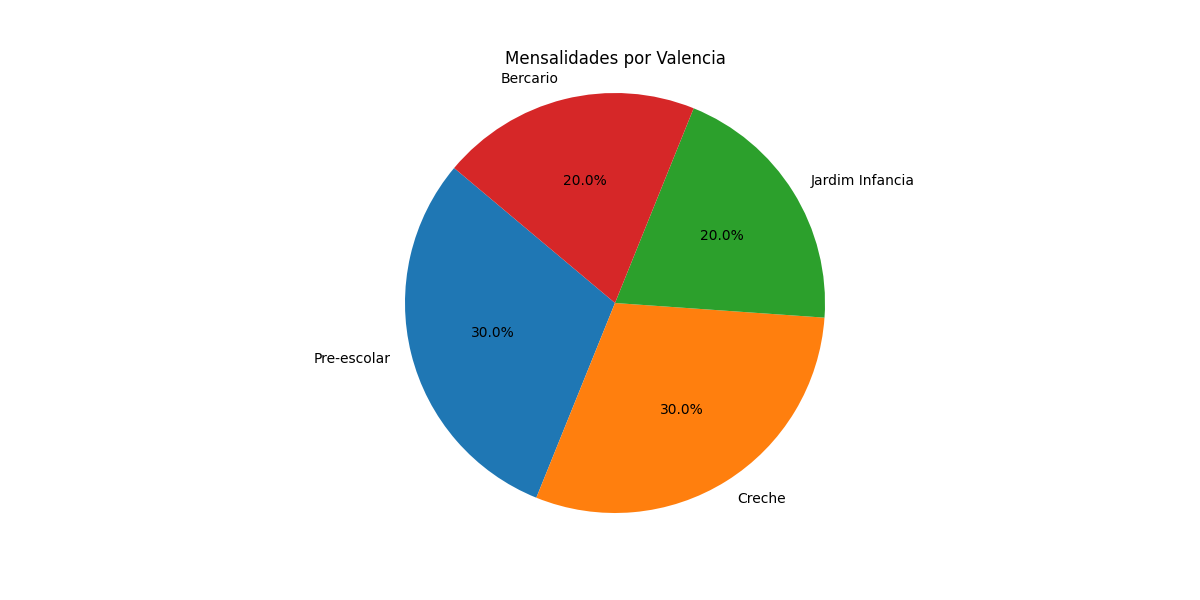 Mensalidades por Valencia
Bercario
Jardim Infancia
20.0%
20.0%
30.0%
Pre-escolar
30.0%
Creche